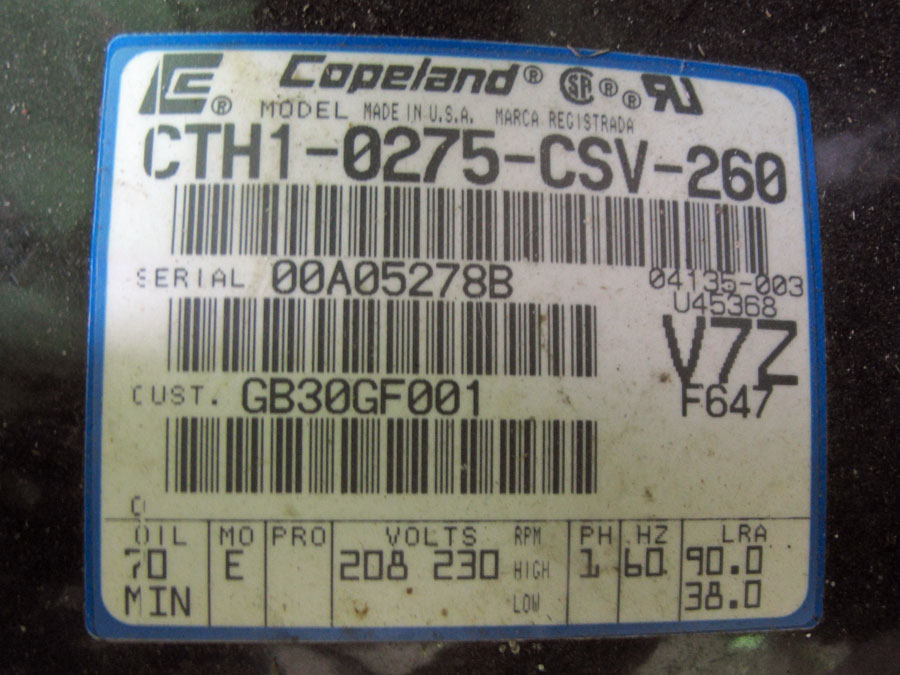 Copeland® SA® ® RU
MODEL MADE IN U.S.A. MARCA REGISTRADA
CTH1-0275-CSV-260
SERIAL 00A05278B 04135-003
U45368
V7Z
CUST. GB30GF001 F647
OIL MO PRO VOLTS RPM PH HZ LRA
70 E 208 230 HIGH 1 60 90.0
MIN LOW 38.0